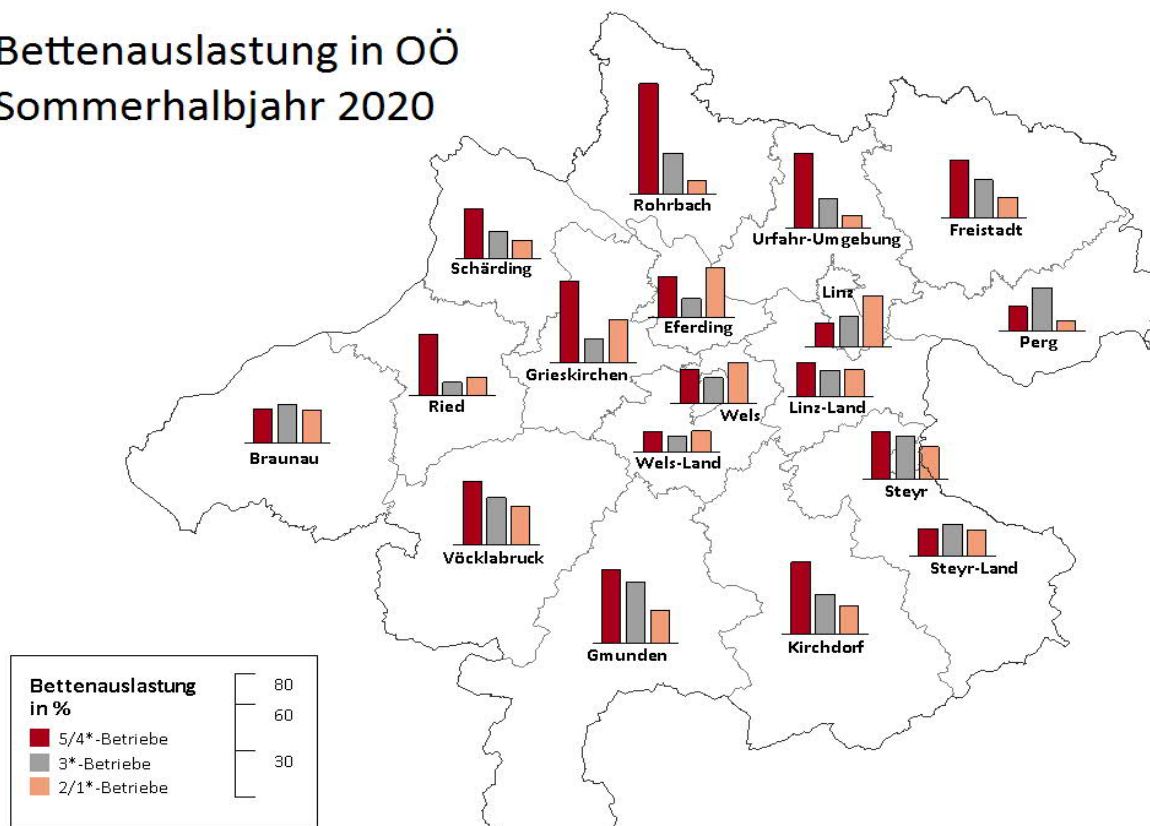 Bettenauslastung in OÖ
Sommerhalbjahr 2020
Rohrbach
Urfahr-Umgebung
Freistadt
Schärding
Linz
Eferding
Perg
Grieskirchen
Ried
Wels
Linz-Land
Braunau
Wels-Land
Steyr
Vöcklabruck
Steyr-Land
Gmunden
Kirchdorf
Bettenauslastung
in %
5/4*-Betriebe
3*-Betriebe
2/1*-Betriebe
80
60
30